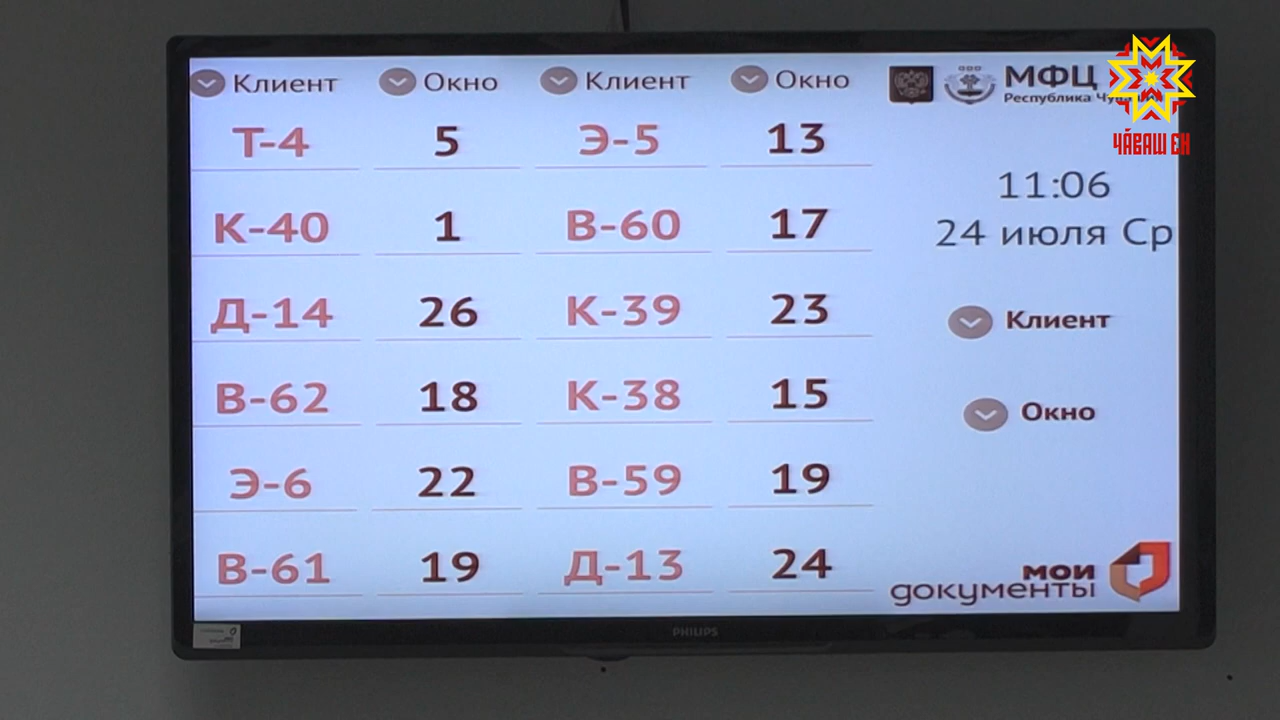 Клиент Окно Клиент Окно
МФЦ
Республика
ЧӐВАШ ЕН
Т-4 5 Э-5 13
11:06
К-40 1 В-60 17
24 июля Ср
Д-14 26 К-39 23
Клиент
В-62 18 К-38 15
Окно
Э-6 22 В-59 19
В-61 19 Д-13 24
мои
документы
PHILIPS